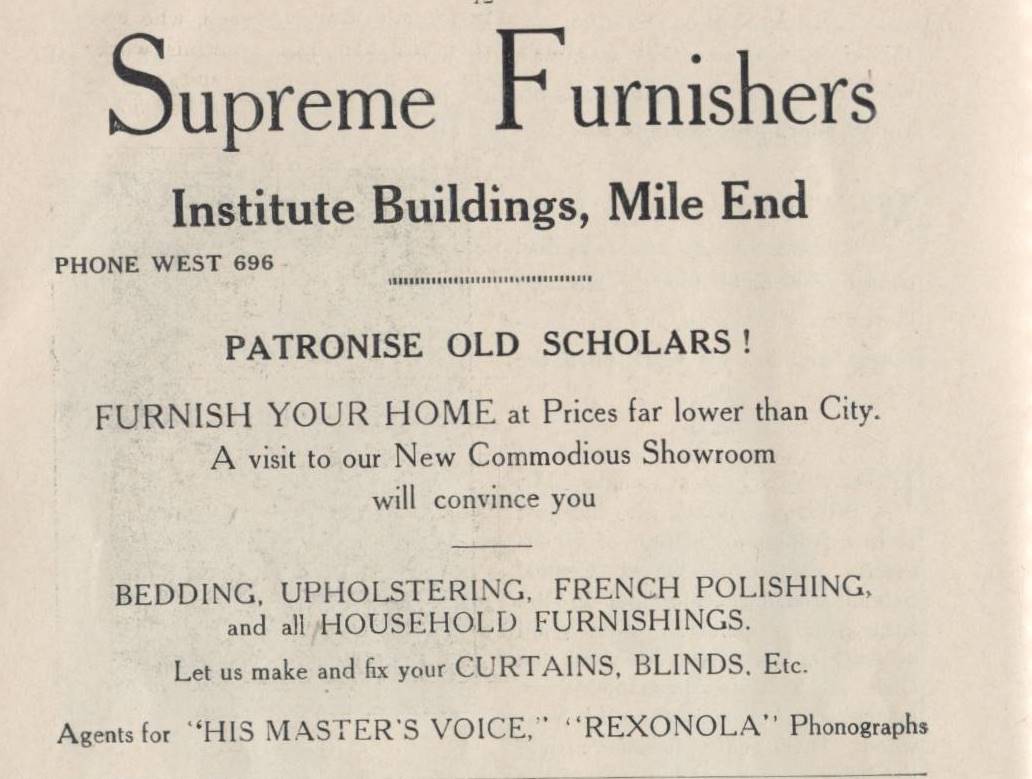 Supreme Furnishers
Institute Buildings, Mile End
PHONE WEST 696
PATRONISE OLD SCHOLARS!
FURNISH YOUR HOME at Prices far lower than City.
A visit to our New Commodious Showroom
will convince you
BEDDING, UPHOLSTERING, FRENCH POLISHING,
and all HOUSEHOLD FURNISHINGS.
Let us make and fix your CURTAINS, BLINDS, Etc.
Agents for "HIS MASTER'S VOICE," "REXONOLA" Phonographs